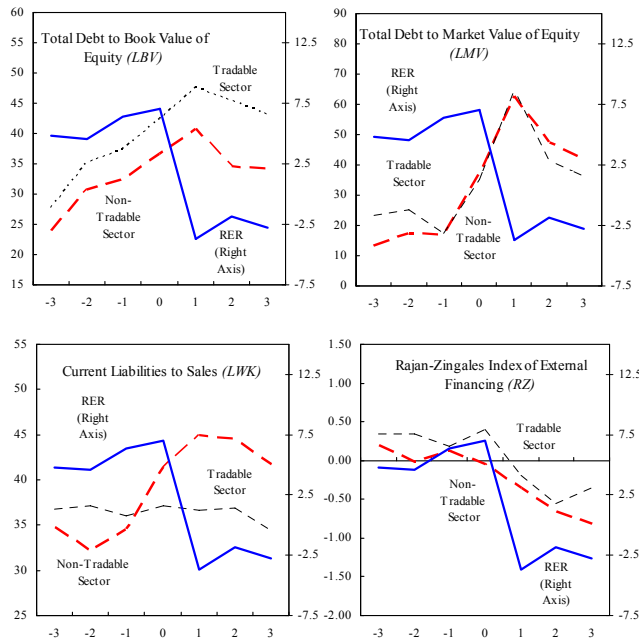 Total Debt to Book Value of
Equity (LBV)
60
55
50
45
40
35
30
25
20
15
15
12.5
7.5
2.5
-2.5
-7.5
Tradable
Sector
Non-
Tradable
Sector
RER
(Right
Axis)
-3 -2 -1 0 1 2 3
Total Debt to Market Value of Equity
(LMV)
90
80
70
60
50
40
30
20
10
0
12.5
7.5
2.5
-2.5
-7.5
RER
(Right
Axis)
Tradable
Sector
Non-
Tradable
Sector
-3 -2 -1 0 1 2 3
Current Liabilities to Sales (LWK)
55
50
45
40
35
30
25
12.5
7.5
2.5
-2.5
-7.5
RER
(Right
Axis)
Tradable
Sector
Non-Tradable
Sector
-3 -2 -1 0 1 2 3
Rajan-Zingales Index of External
Financing (RZ)
1.50
1.00
0.50
0.00
-0.50
-1.00
-1.50
-2.00
12.5
7.5
2.5
-2.5
-7.5
Tradable
Sector
Non-
Tradable
Sector
RER
(Right
Axis)
-3 -2 -1 0 1 2 3